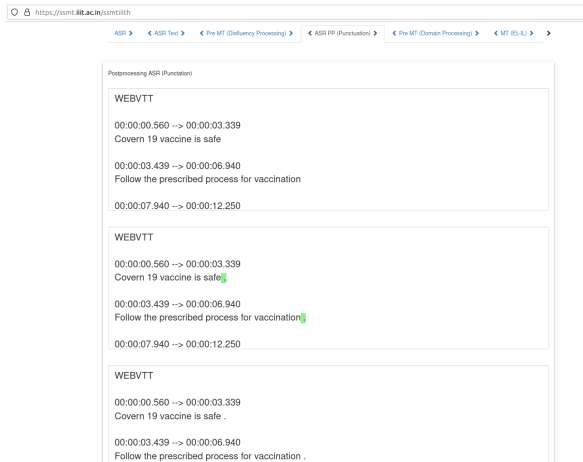 https://ssmt.iiit.ac.in/ssmtiiith
ASR > < ASR Text > < Pre MT (Disfluency Processing) > < ASR PP (Punctuation) > < Pre MT (Domain Processing) > < MT (EL-IL) > >
Postprocessing ASR (Punctation)
WEBVTT
00:00:00.560 --> 00:00:03.339
Covern 19 vaccine is safe
00:00:03.439 --> 00:00:06.940
Follow the prescribed process for vaccination
00:00:07.940 --> 00:00:12.250
WEBVTT
00:00:00.560 --> 00:00:03.339
Covern 19 vaccine is safe .
00:00:03.439 --> 00:00:06.940
Follow the prescribed process for vaccination .
00:00:07.940 --> 00:00:12.250
WEBVTT
00:00:00.560 --> 00:00:03.339
Covern 19 vaccine is safe .
00:00:03.439 --> 00:00:06.940
Follow the prescribed process for vaccination .